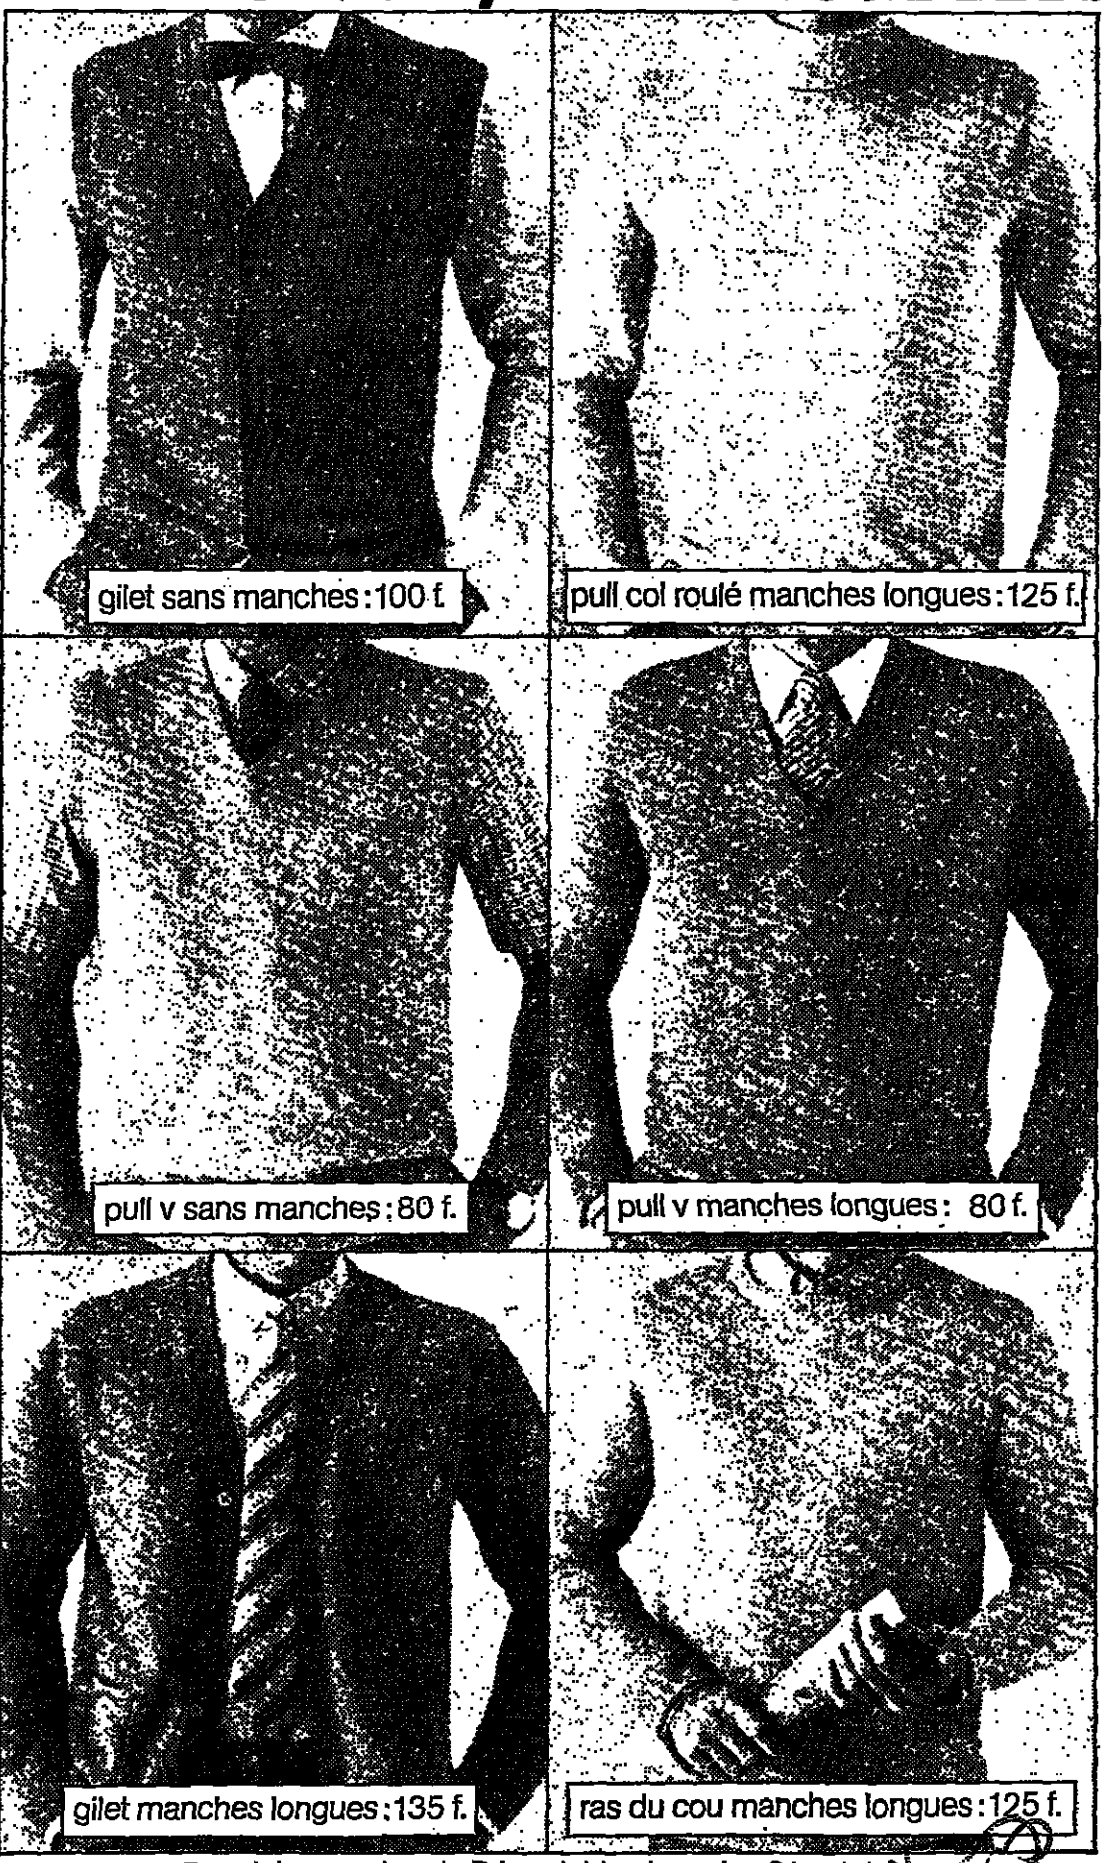 gilet sans manches : 100 f.
pull col roulé manches longues : 125 f.
pull v sans manches : 80 f.
pull v manches longues : 80 f.
gilet manches longues : 135 f.
ras du cou manches longues : 125 f.